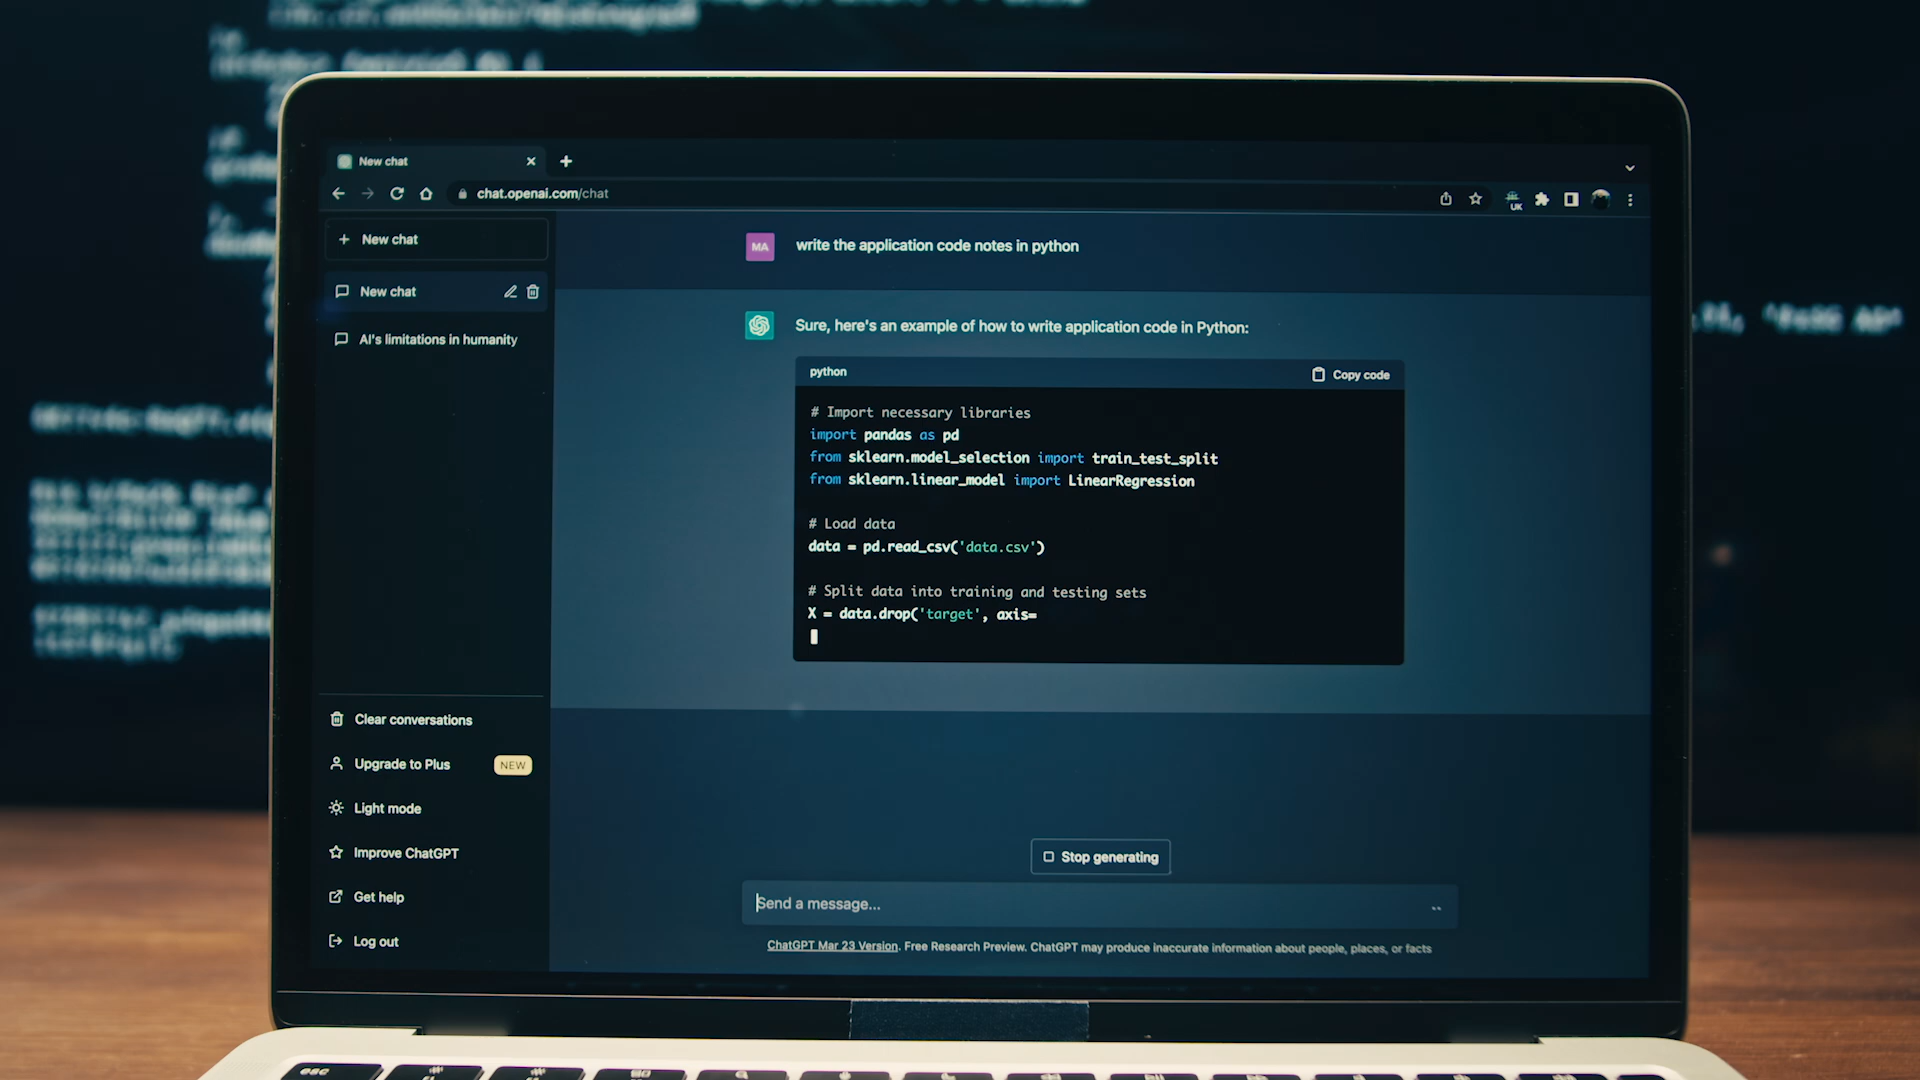 New chat
chat.openai.com/chat
UK
New chat
New chat
AI's limitations in humanity
Clear conversations
Upgrade to Plus NEW
Light mode
Improve ChatGPT
Get help
Log out
MA write the application code notes in python
Sure, here's an example of how to write application code in Python:
python Copy code
# Import necessary libraries
import pandas as pd
from sklearn.model_selection import train_test_split
from sklearn.linear_model import LinearRegression
# Load data
data = pd.read_csv('data.csv')
# Split data into training and testing sets
X = data.drop('target', axis=
Stop generating
Send a message...
ChatGPT Mar 23 Version. Free Research Preview. ChatGPT may produce inaccurate information about people, places, or facts
esc